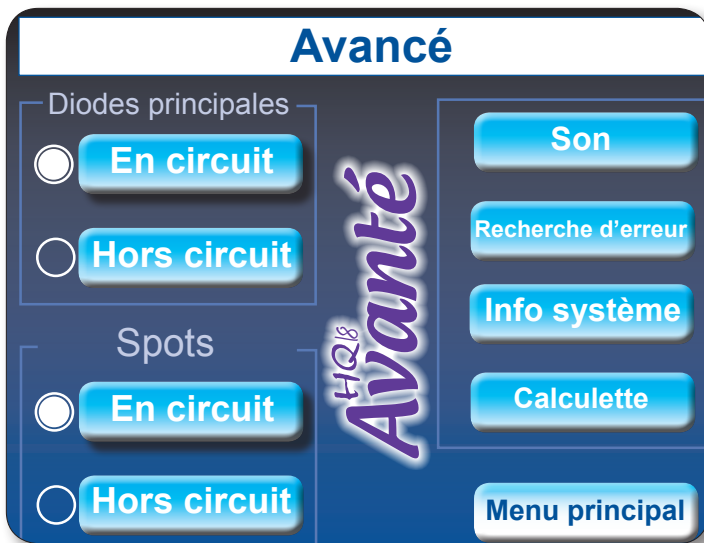 Avancé
Diodes principales
En circuit
Hors circuit
Spots
En circuit
Hors circuit
HQ18
Avanté
Son
Recherche d’erreur
Info système
Calculette
Menu principal